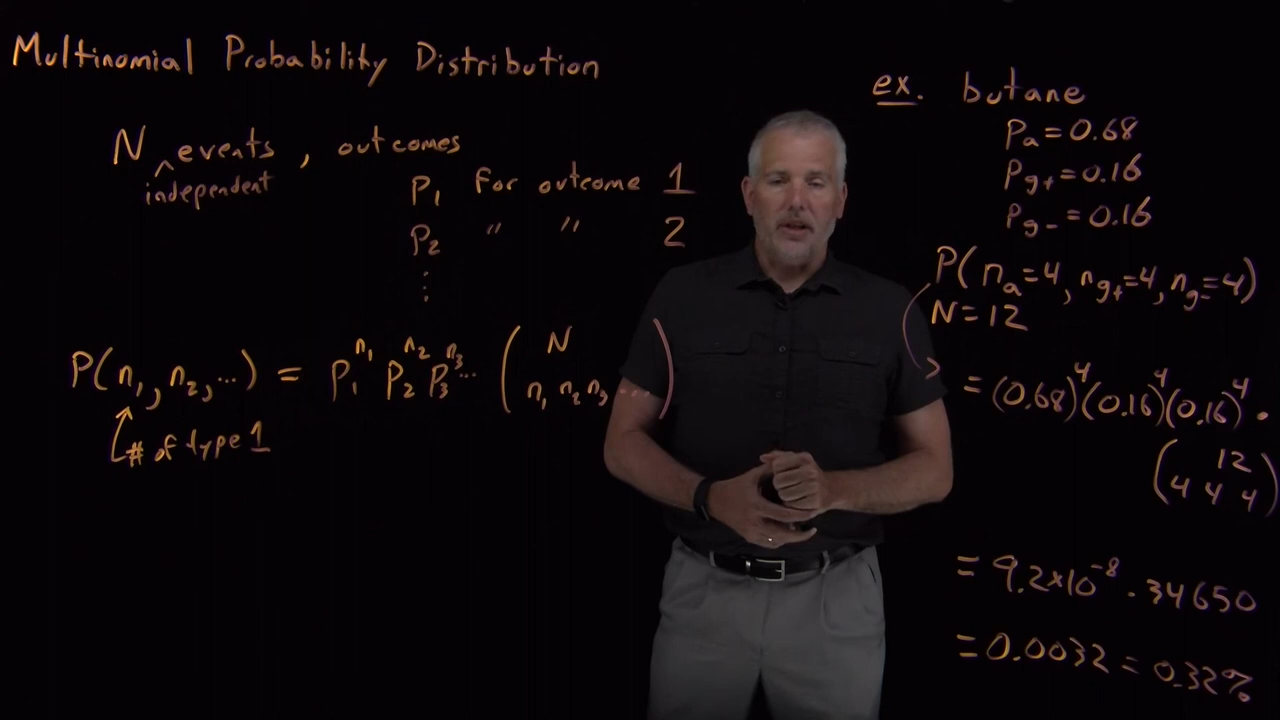 Multinomial Probability Distribution
N independent events, outcomes
P₁ for outcome 1
P₂ " " 2
⋮
P(n₁, n₂, ...) = P₁^n₁ P₂^n₂ P₃^n₃ ... (N
n₁ n₂ n₃, ...)
# of type 1
ex. butane
Pa = 0.68
Pg+ = 0.16
Pg- = 0.16
P(na=4, ng+=4, ng-=4)
N=12
= (0.68)^4 (0.16)^4 (0.16)^4 ·
(12
4 4 4)
= 9.2×10^-8 · 34650
= 0.0032 = 0.32%